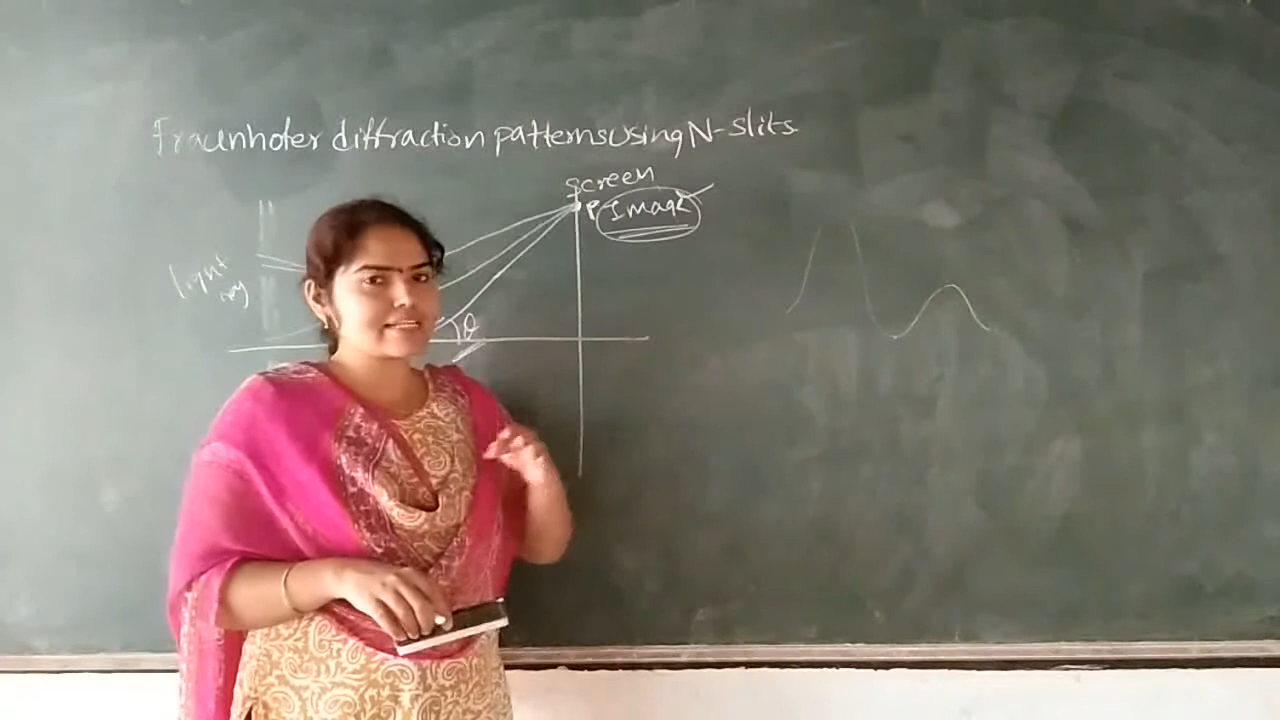 Fraunhofer diffraction patterns using N-slits
screen
P Image
light
ray
θ